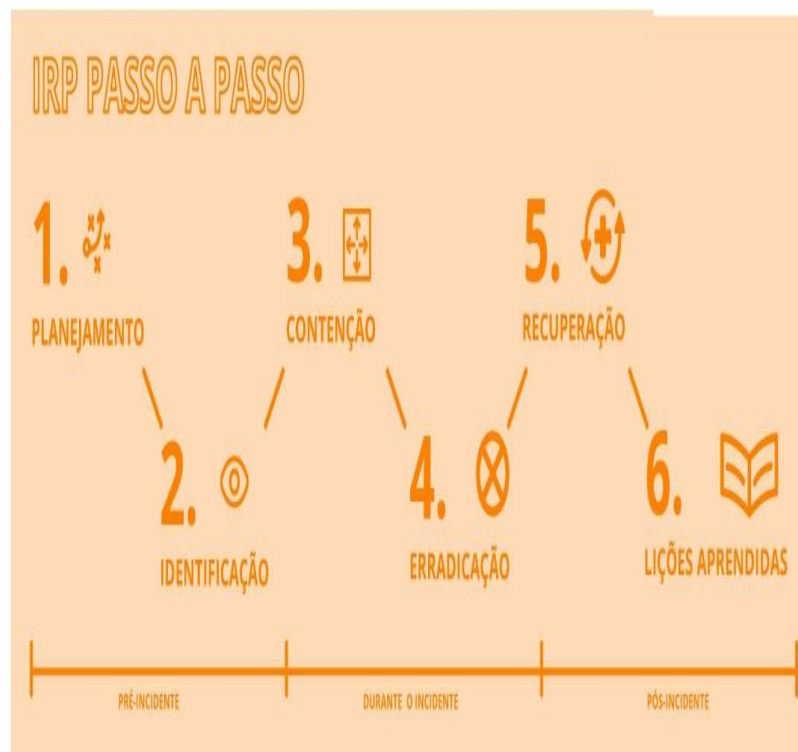 IRP PASSO A PASSO
1.
PLANEJAMENTO
2.
IDENTIFICAÇÃO
3.
CONTENÇÃO
4.
ERRADICAÇÃO
5.
RECUPERAÇÃO
6.
LIÇÕES APRENDIDAS
PRÉ-INCIDENTE
DURANTE O INCIDENTE
PÓS-INCIDENTE